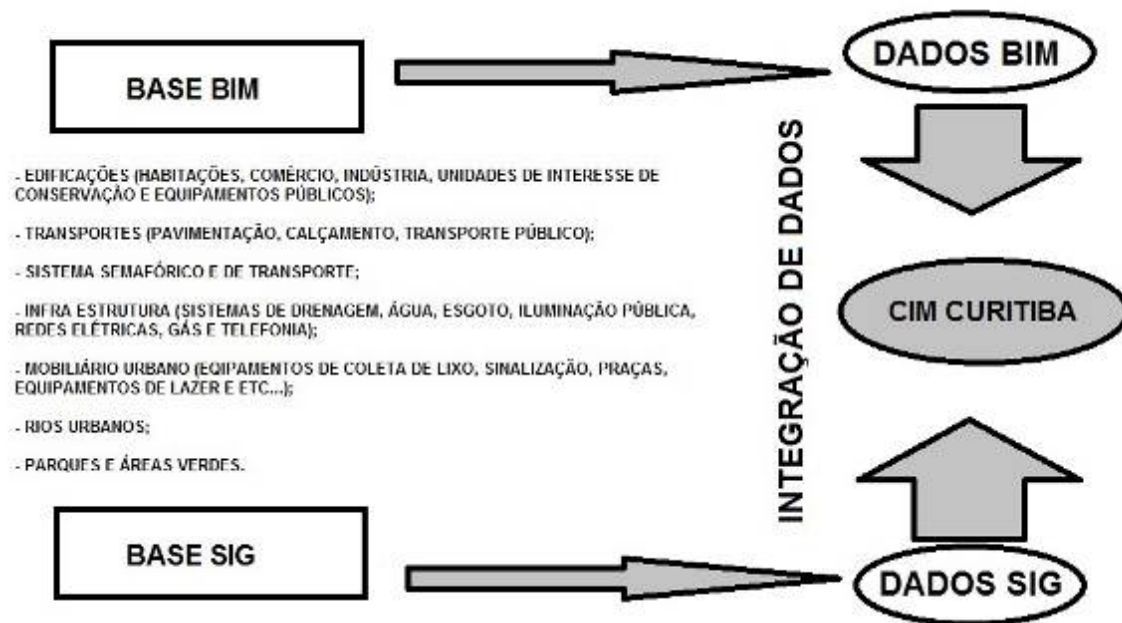 BASE BIM
DADOS BIM
- EDIFICAÇÕES (HABITAÇÕES, COMÉRCIO, INDÚSTRIA, UNIDADES DE INTERESSE DE
CONSERVAÇÃO E EQUIPAMENTOS PÚBLICOS);
- TRANSPORTES (PAVIMENTAÇÃO, CALÇAMENTO, TRANSPORTE PÚBLICO);
- SISTEMA SEMAFÓRICO E DE TRANSPORTE;
- INFRA ESTRUTURA (SISTEMAS DE DRENAGEM, ÁGUA, ESGOTO, ILUMINAÇÃO PÚBLICA,
REDES ELÉTRICAS, GÁS E TELEFONIA);
- MOBILIÁRIO URBANO (EQIPAMENTOS DE COLETA DE LIXO, SINALIZAÇÃO, PRAÇAS,
EQUIPAMENTOS DE LAZER E ETC...);
- RIOS URBANOS;
- PARQUES E ÁREAS VERDES.
INTEGRAÇÃO DE DADOS
CIM CURITIBA
BASE SIG
DADOS SIG